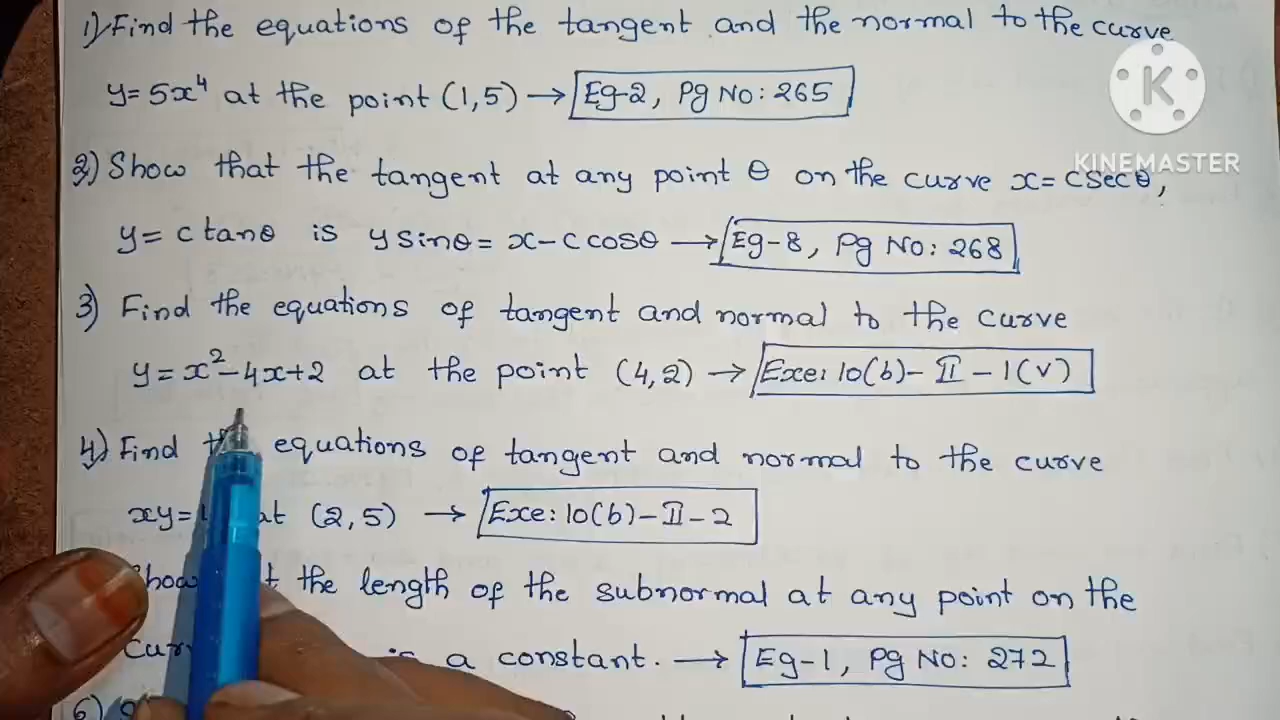 1) Find the equations of the tangent and the normal to the curve
y = 5x⁴ at the point (1,5) → Eg-2, Pg No: 265
K
KINEMASTER
2) Show that the tangent at any point θ on the curve x = c secθ,
y = c tanθ is y sinθ = x - c cosθ → Eg-8, Pg No: 268
3) Find the equations of tangent and normal to the curve
y = x² - 4x + 2 at the point (4,2) → Exe: 10(b) - II - 1(v)
4) Find equations of tangent and normal to the curve
xy = at (2,5) → Exe: 10(b) - II - 2
the length of the subnormal at any point on the
is a constant. → Eg-1, Pg No: 272
6)